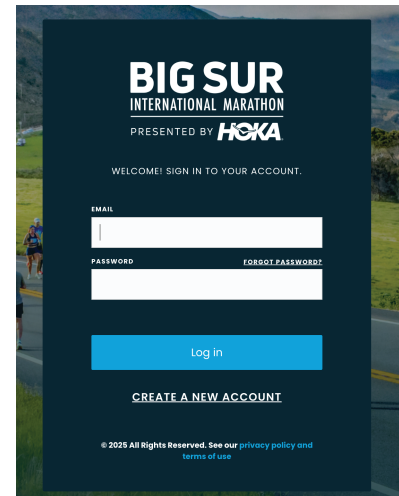 BIG SUR
INTERNATIONAL MARATHON
PRESENTED BY HOKA
WELCOME! SIGN IN TO YOUR ACCOUNT.
EMAIL
PASSWORD FORGOT PASSWORD?
Log in
CREATE A NEW ACCOUNT
© 2025 All Rights Reserved. See our privacy policy and
terms of use